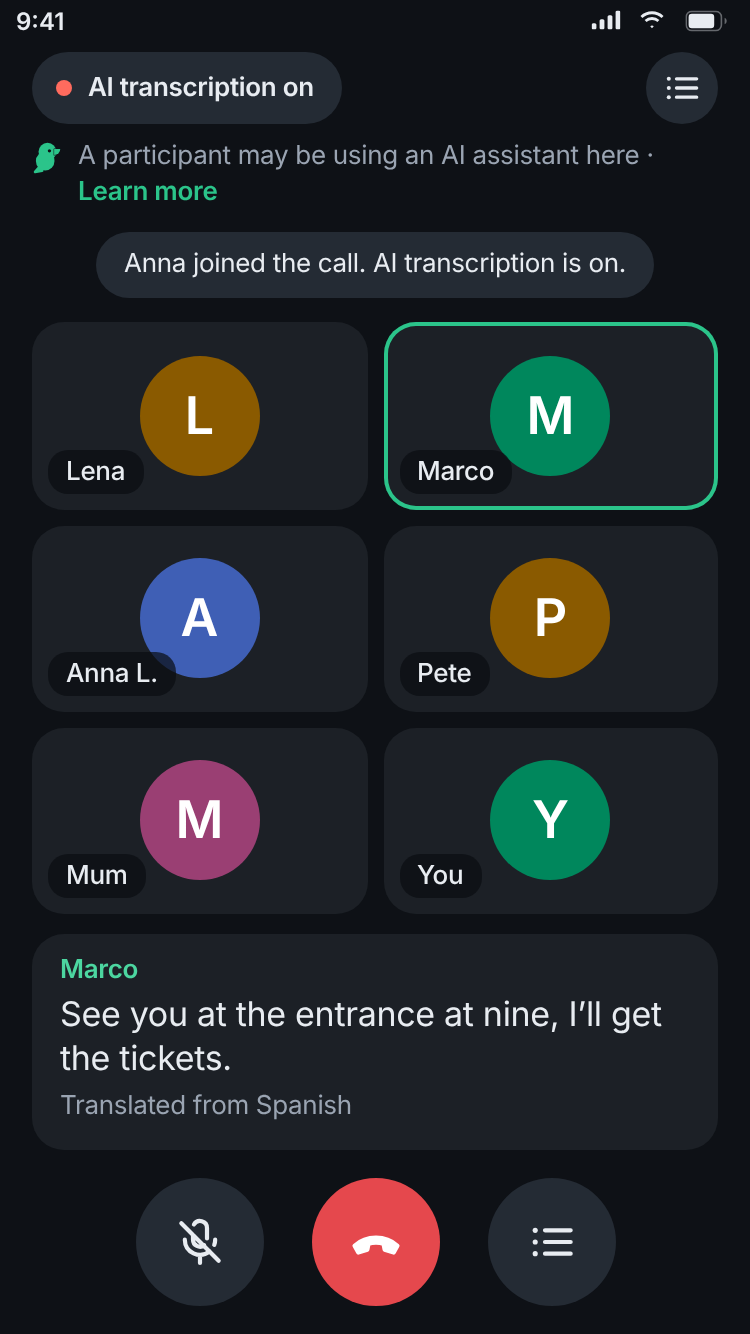 9:41
AI transcription on
A participant may be using an AI assistant here ·
Learn more
Anna joined the call. AI transcription is on.
L
Lena
M
Marco
A
Anna L.
P
Pete
M
Mum
Y
You
Marco
See you at the entrance at nine, I’ll get
the tickets.
Translated from Spanish